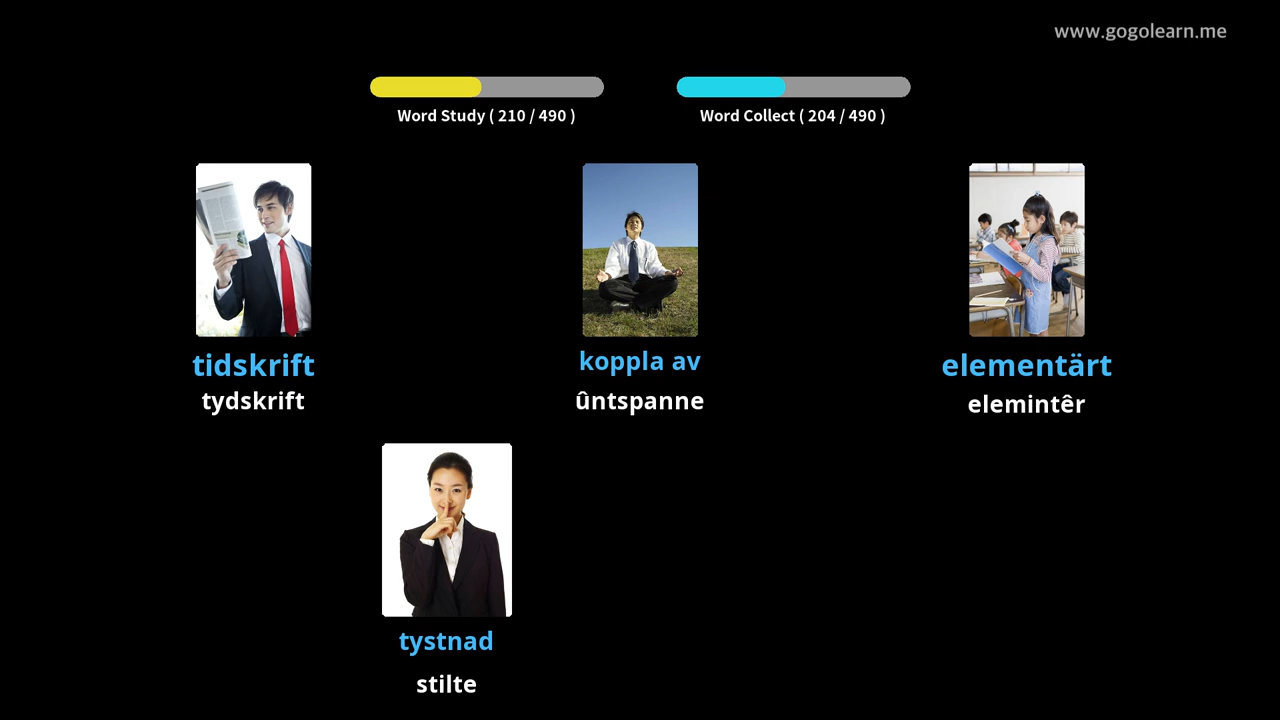 www.gogolearn.me
Word Study ( 210 / 490 )
Word Collect ( 204 / 490 )
tidskrift
tydskrift
koppla av
ûntspanne
elementärt
elemintêr
tystnad
stilte